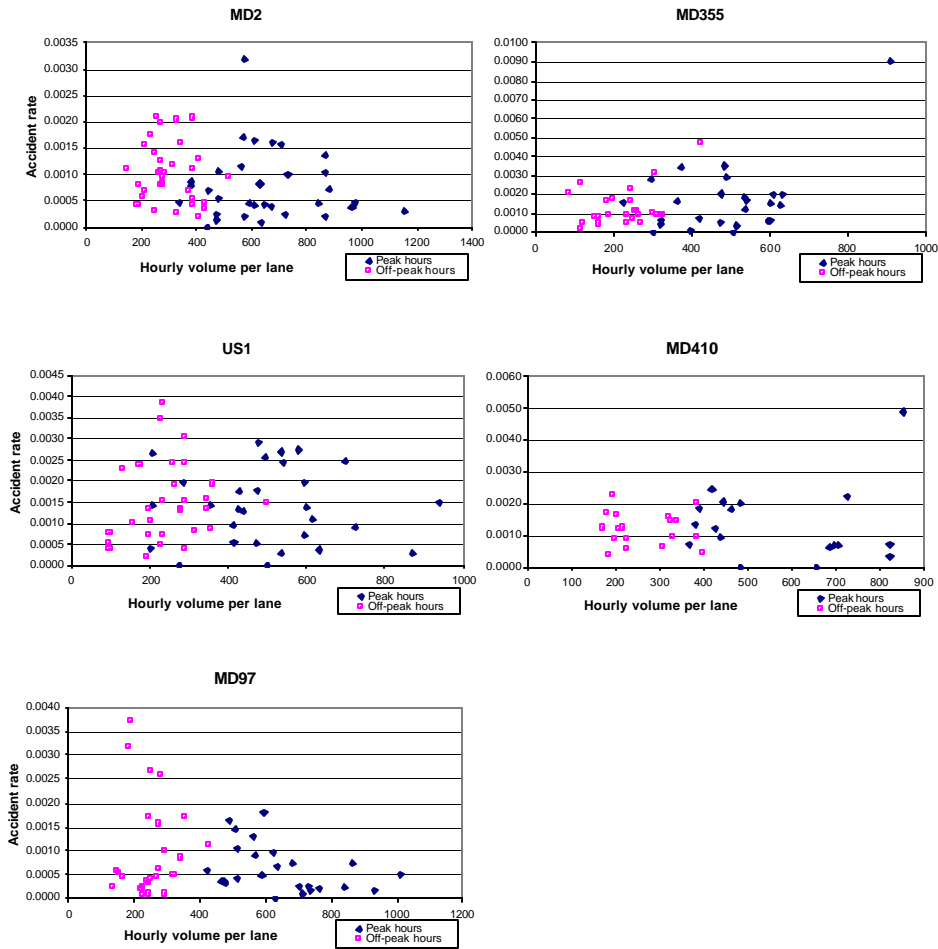 MD2
Accident rate
0.0035
0.0030
0.0025
0.0020
0.0015
0.0010
0.0005
0.0000
0 200 400 600 800 1000 1200 1400
Hourly volume per lane
Peak hours
Off-peak hours
MD355
0.0100
0.0090
0.0080
0.0070
0.0060
0.0050
0.0040
0.0030
0.0020
0.0010
0.0000
0 200 400 600 800 1000
Hourly volume per lane
Peak hours
Off-peak hours
US1
Accident rate
0.0045
0.0040
0.0035
0.0030
0.0025
0.0020
0.0015
0.0010
0.0005
0.0000
0 200 400 600 800 1000
Hourly volume per lane
Peak hours
Off-peak hours
MD410
0.0060
0.0050
0.0040
0.0030
0.0020
0.0010
0.0000
0 100 200 300 400 500 600 700 800 900
Hourly volume per lane
Peak hours
Off-peak hours
MD97
Accident rate
0.0040
0.0035
0.0030
0.0025
0.0020
0.0015
0.0010
0.0005
0.0000
0 200 400 600 800 1000 1200
Hourly volume per lane
Peak hours
Off-peak hours